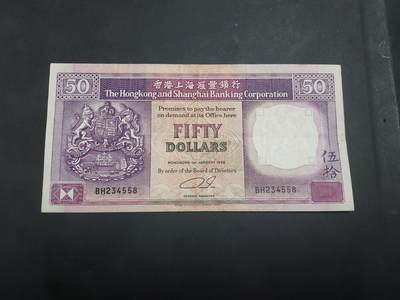 50 香港上海滙豐銀行 50
The Hongkong and Shanghai Banking Corporation
Promises to pay the bearer
on demand at its Office here
FIFTY
DOLLARS
By order of the Board of Directors
伍拾
BH234558 BH234558